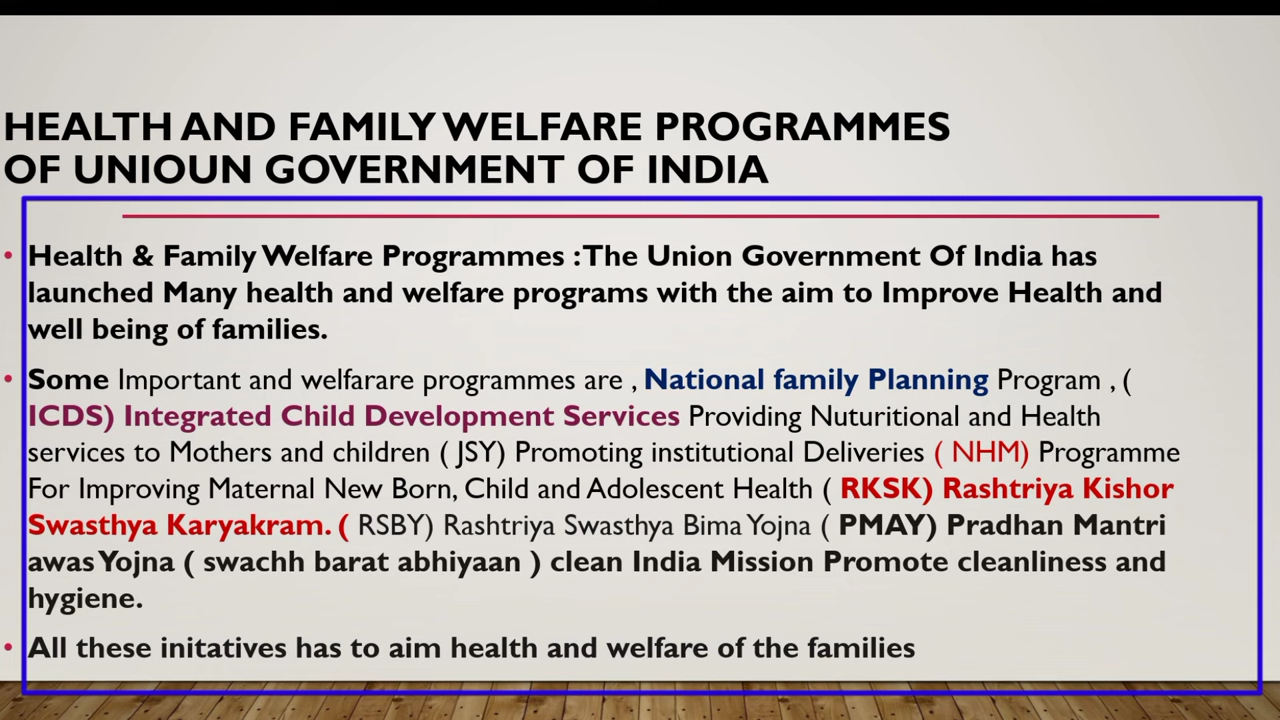 HEALTH AND FAMILY WELFARE PROGRAMMES
OF UNIOUN GOVERNMENT OF INDIA
• Health & Family Welfare Programmes : The Union Government Of India has
launched Many health and welfare programs with the aim to Improve Health and
well being of families.
• Some Important and welfarare programmes are , National family Planning Program , (
ICDS) Integrated Child Development Services Providing Nuturitional and Health
services to Mothers and children ( JSY) Promoting institutional Deliveries ( NHM) Programme
For Improving Maternal New Born, Child and Adolescent Health ( RKSK) Rashtriya Kishor
Swasthya Karyakram. ( RSBY) Rashtriya Swasthya Bima Yojna ( PMAY) Pradhan Mantri
awas Yojna ( swachh barat abhiyaan ) clean India Mission Promote cleanliness and
hygiene.
• All these initatives has to aim health and welfare of the families